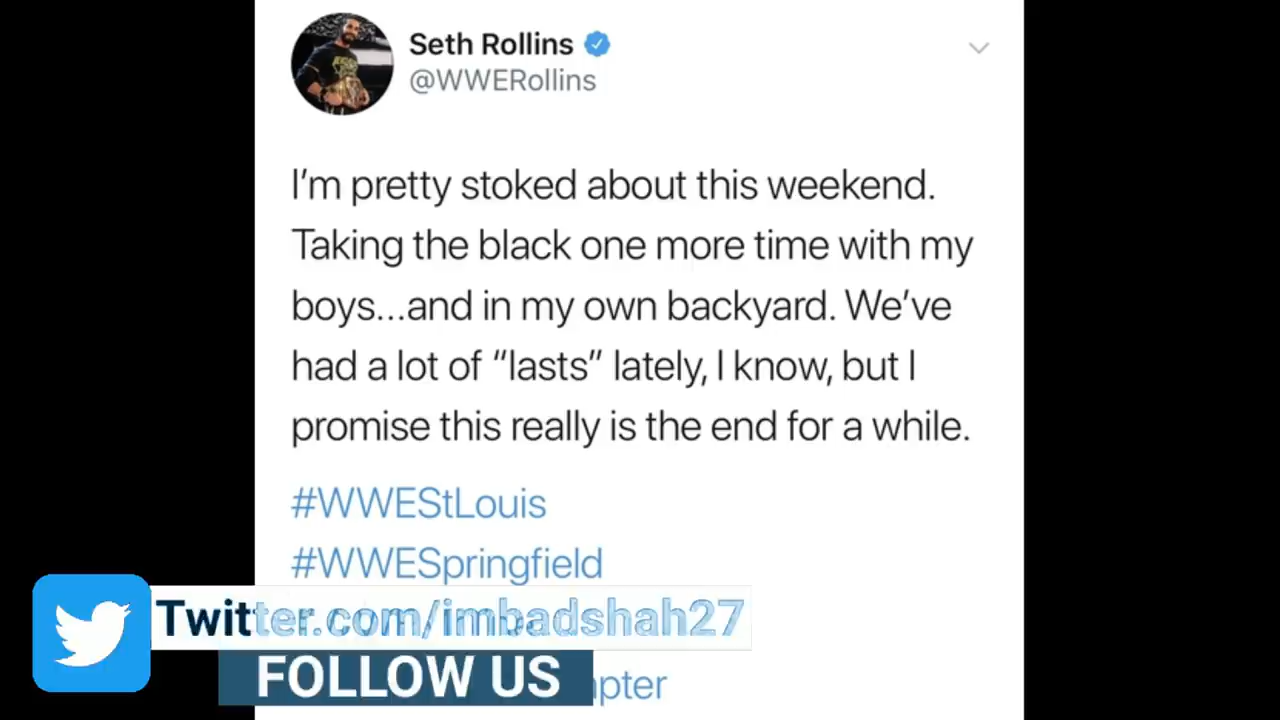 Seth Rollins
@WWERollins
I'm pretty stoked about this weekend.
Taking the black one more time with my
boys...and in my own backyard. We've
had a lot of “lasts” lately, I know, but I
promise this really is the end for a while.
#WWEStLouis
#WWESpringfield
Twitter.com/imbadshah27
FOLLOW US
pter